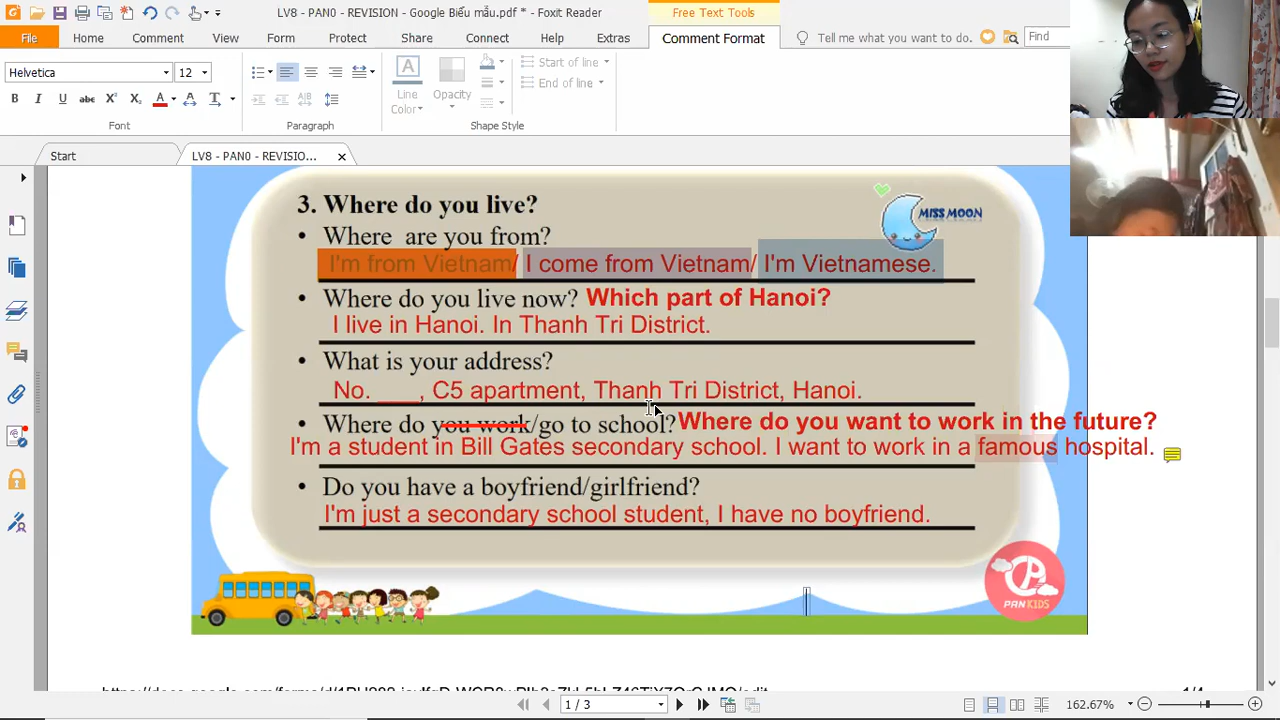 LV8 - PAN0 - REVISION - Google Biểu mẫu.pdf * - Foxit Reader
Free Text Tools
File Home Comment View Form Protect Share Connect Help Extras Comment Format Tell me what you want to do. Find
Helvetica 12
Line Color
Opacity
Start of line
End of line
Font Paragraph Shape Style
Start LV8 - PAN0 - REVISIO...
3. Where do you live?
MISS MOON
• Where are you from?
I'm from Vietnam/ I come from Vietnam/ I'm Vietnamese.
• Where do you live now? Which part of Hanoi?
I live in Hanoi. In Thanh Tri District.
• What is your address?
No. ___, C5 apartment, Thanh Tri District, Hanoi.
• Where do you work/go to school? Where do you want to work in the future?
I'm a student in Bill Gates secondary school. I want to work in a famous hospital.
• Do you have a boyfriend/girlfriend?
I'm just a secondary school student, I have no boyfriend.
PAN KIDS
1 / 3
162.67%